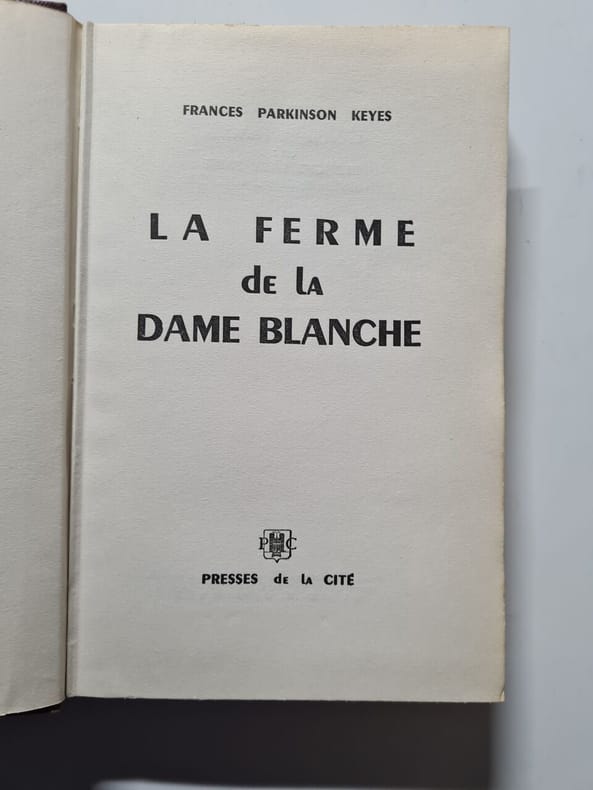 FRANCES PARKINSON KEYES
LA FERME
de la
DAME BLANCHE
P C
PRESSES de la CITÉ